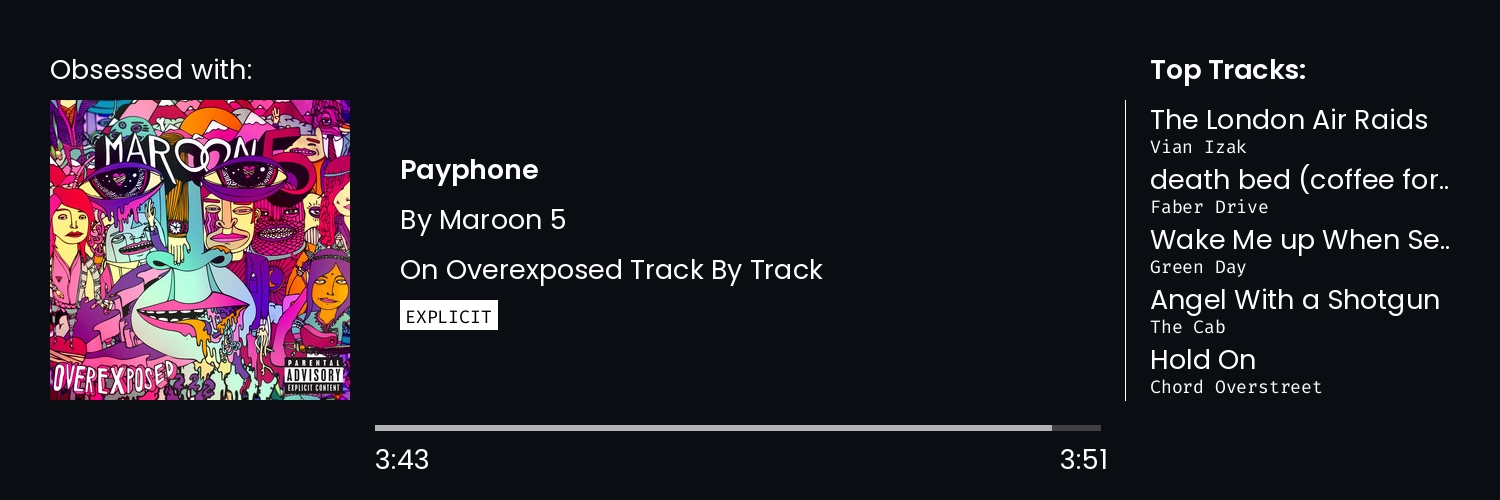 Obsessed with:
MAROON 5
OVEREXPOSED
PARENTAL
ADVISORY
EXPLICIT CONTENT
Payphone
By Maroon 5
On Overexposed Track By Track
EXPLICIT
3:43
3:51
Top Tracks:
The London Air Raids
Vian Izak
death bed (coffee for..
Faber Drive
Wake Me up When Se..
Green Day
Angel With a Shotgun
The Cab
Hold On
Chord Overstreet